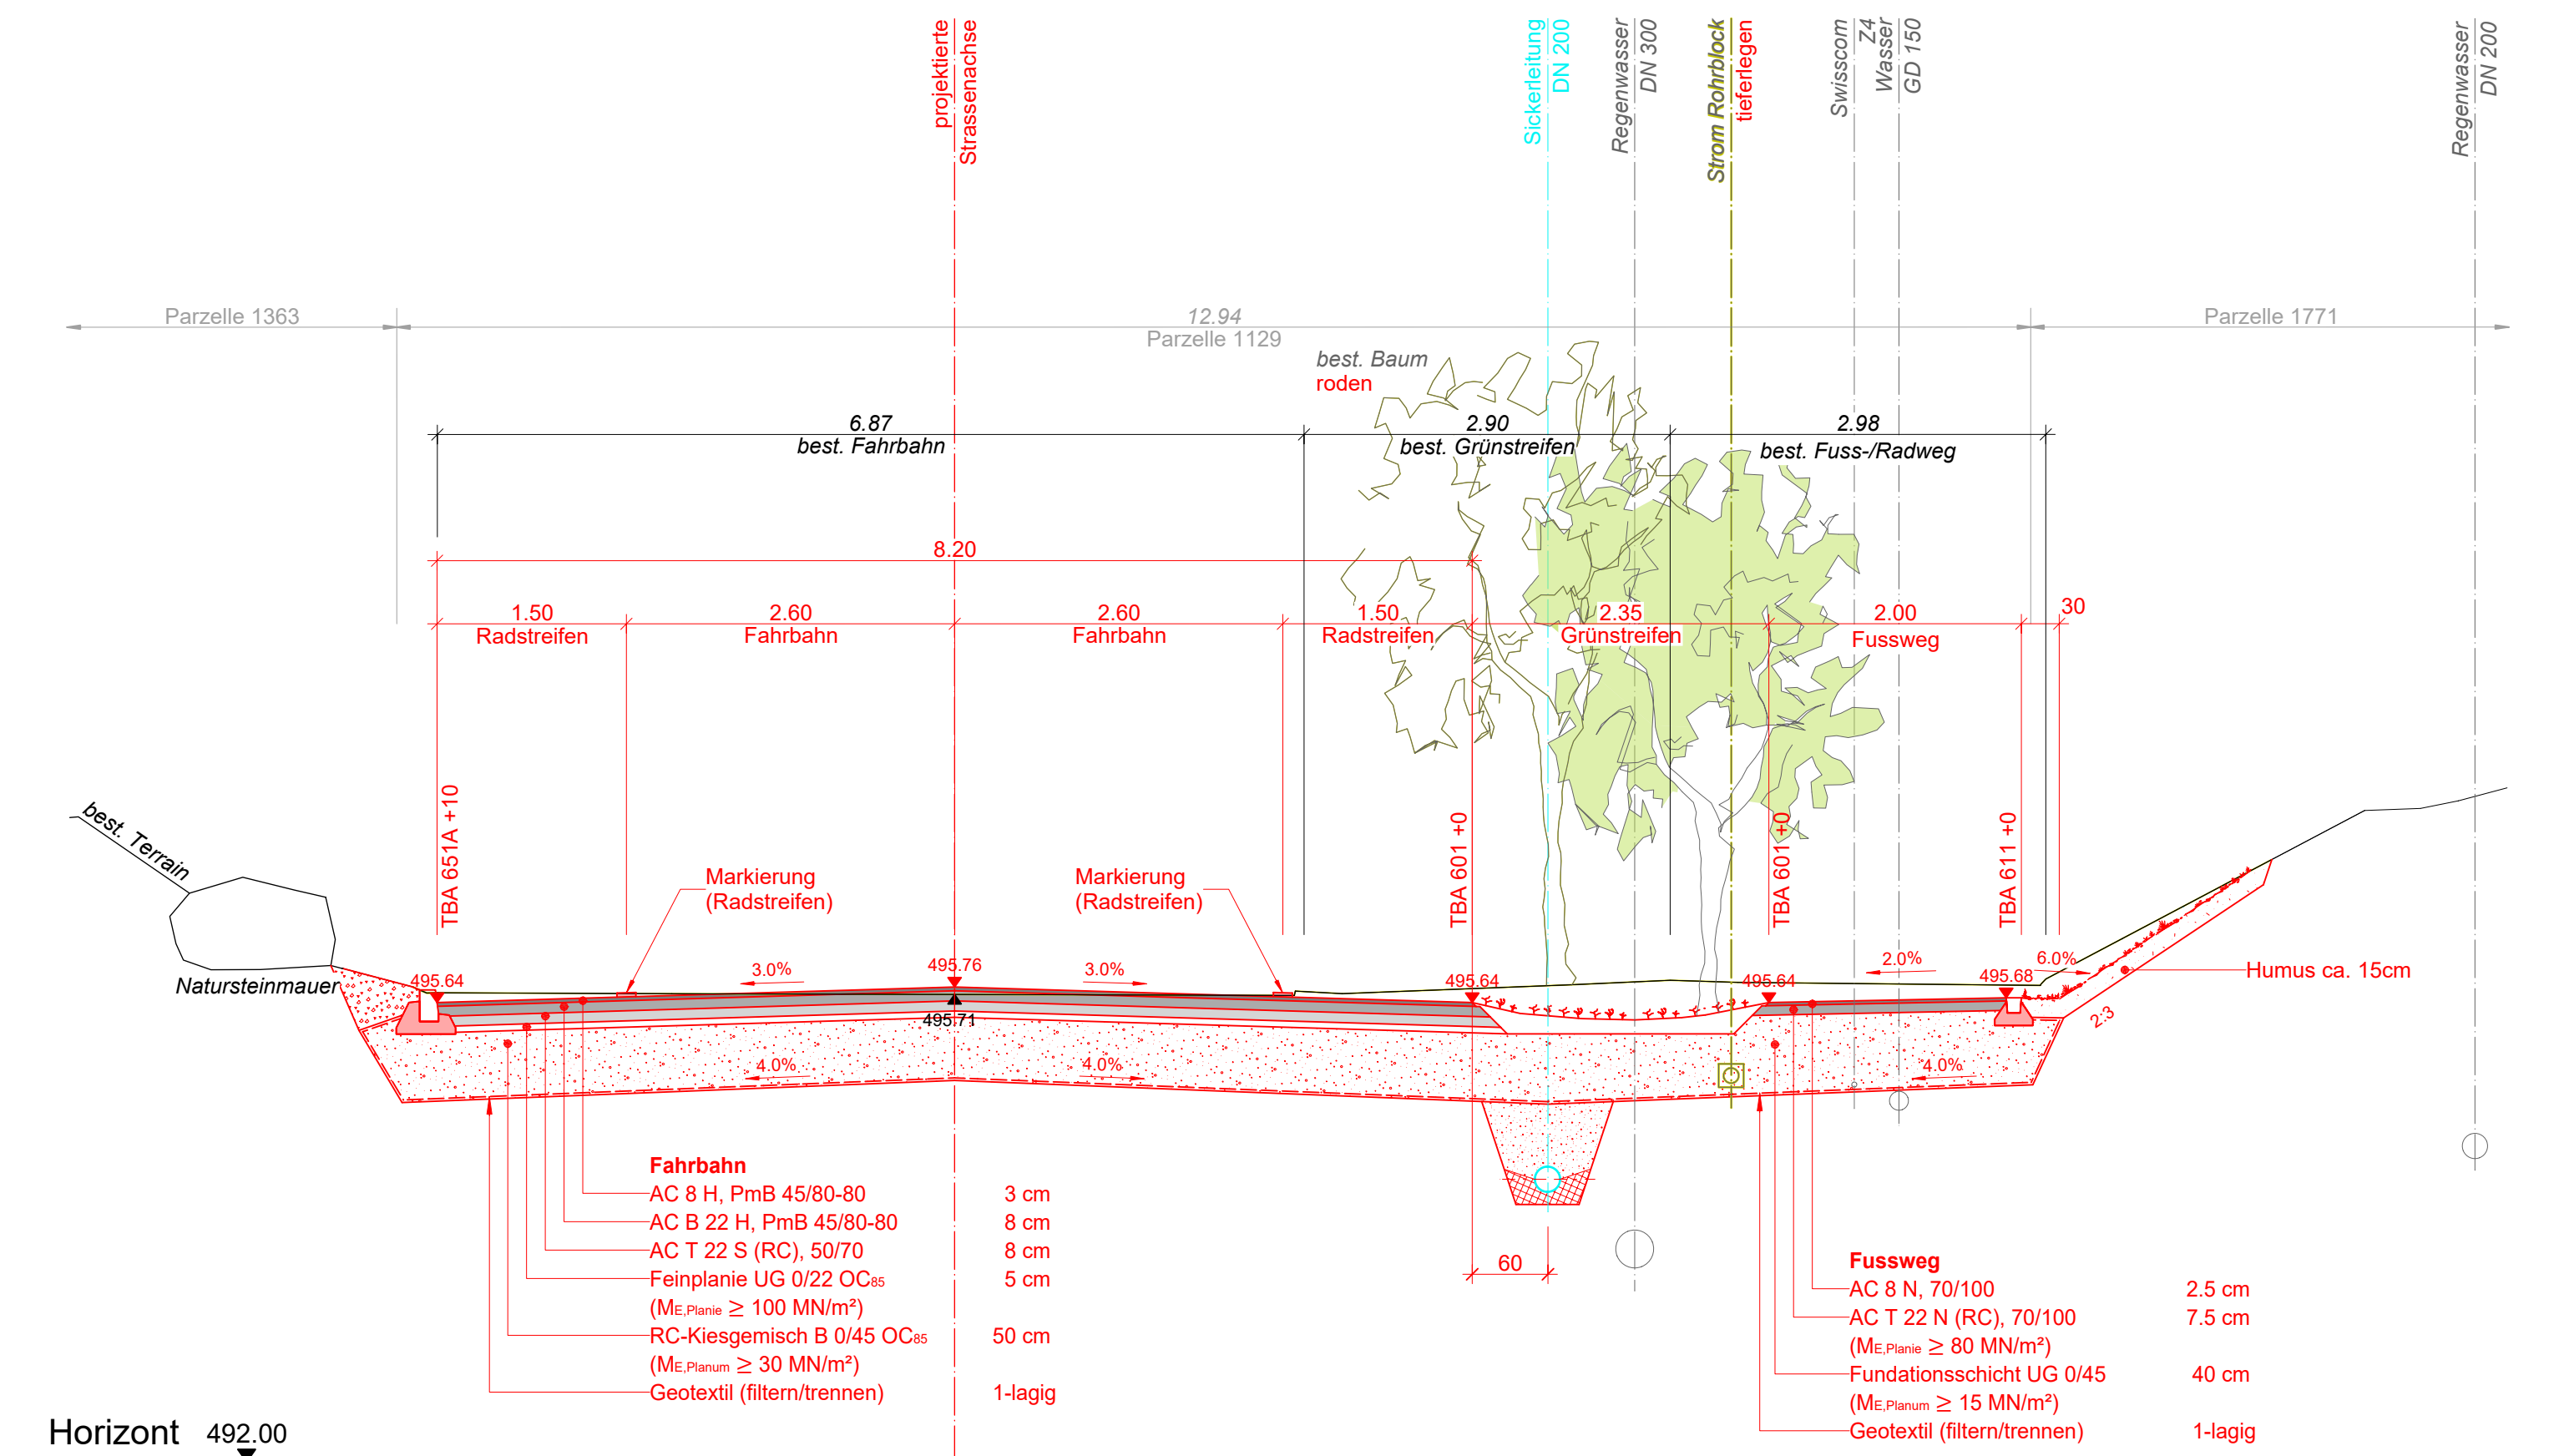 projektierte
Strassenachse
Sickerleitung
DN 200
Regenwasser
DN 300
Strom Rohrblock
tieferlegen
Swisscom
Z4
Wasser
GD 150
Regenwasser
DN 200
Parzelle 1363
12.94
Parzelle 1129
Parzelle 1771
best. Baum
roden
6.87
best. Fahrbahn
2.90
best. Grünstreifen
2.98
best. Fuss-/Radweg
8.20
1.50
Radstreifen
2.60
Fahrbahn
2.60
Fahrbahn
1.50
Radstreifen
2.35
Grünstreifen
2.00
Fussweg
30
best. Terrain
Natursteinmauer
TBA 651A +10
Markierung
(Radstreifen)
Markierung
(Radstreifen)
TBA 601 +0
TBA 601 +0
TBA 611 +0
495.64
3.0%
495.76
3.0%
495.64
495.64
2.0%
495.68
6.0%
Humus ca. 15cm
495.71
2:3
4.0%
4.0%
4.0%
60
Fahrbahn
AC 8 H, PmB 45/80-80 3 cm
AC B 22 H, PmB 45/80-80 8 cm
AC T 22 S (RC), 50/70 8 cm
Feinplanie UG 0/22 OC85 5 cm
(ME,Planie ≥ 100 MN/m²)
RC-Kiesgemisch B 0/45 OC85 50 cm
(ME,Planum ≥ 30 MN/m²)
Geotextil (filtern/trennen) 1-lagig
Fussweg
AC 8 N, 70/100 2.5 cm
AC T 22 N (RC), 70/100 7.5 cm
(ME,Planie ≥ 80 MN/m²)
Fundationsschicht UG 0/45 40 cm
(ME,Planum ≥ 15 MN/m²)
Geotextil (filtern/trennen) 1-lagig
Horizont 492.00